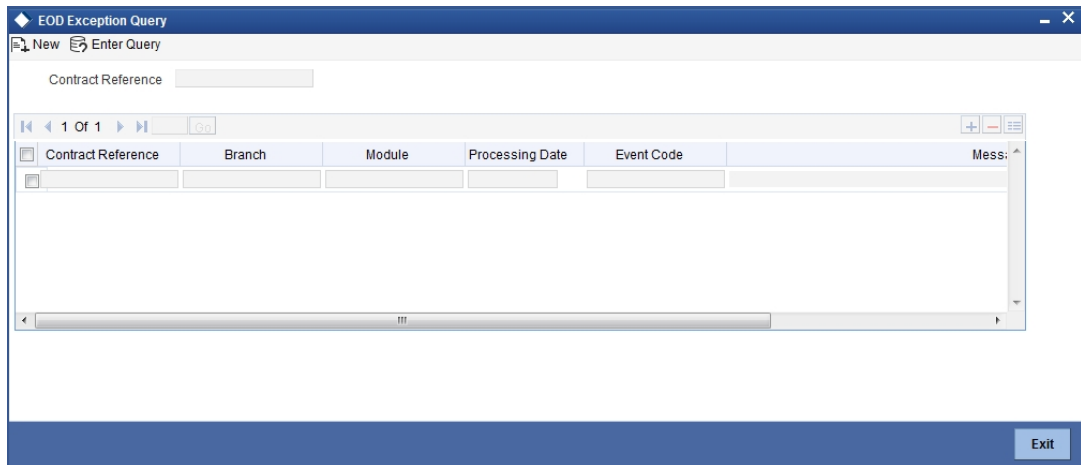 EOD Exception Query
New Enter Query
Contract Reference
1 Of 1 Go
Contract Reference Branch Module Processing Date Event Code Messa
Exit